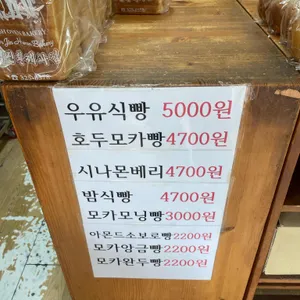 우유식빵 5000원
호두모카빵 4700원
시나몬베리 4700원
밤식빵 4700원
모카모닝빵 3000원
아몬드소보로빵 2200원
모카앙금빵 2200원
모카완두빵 2200원